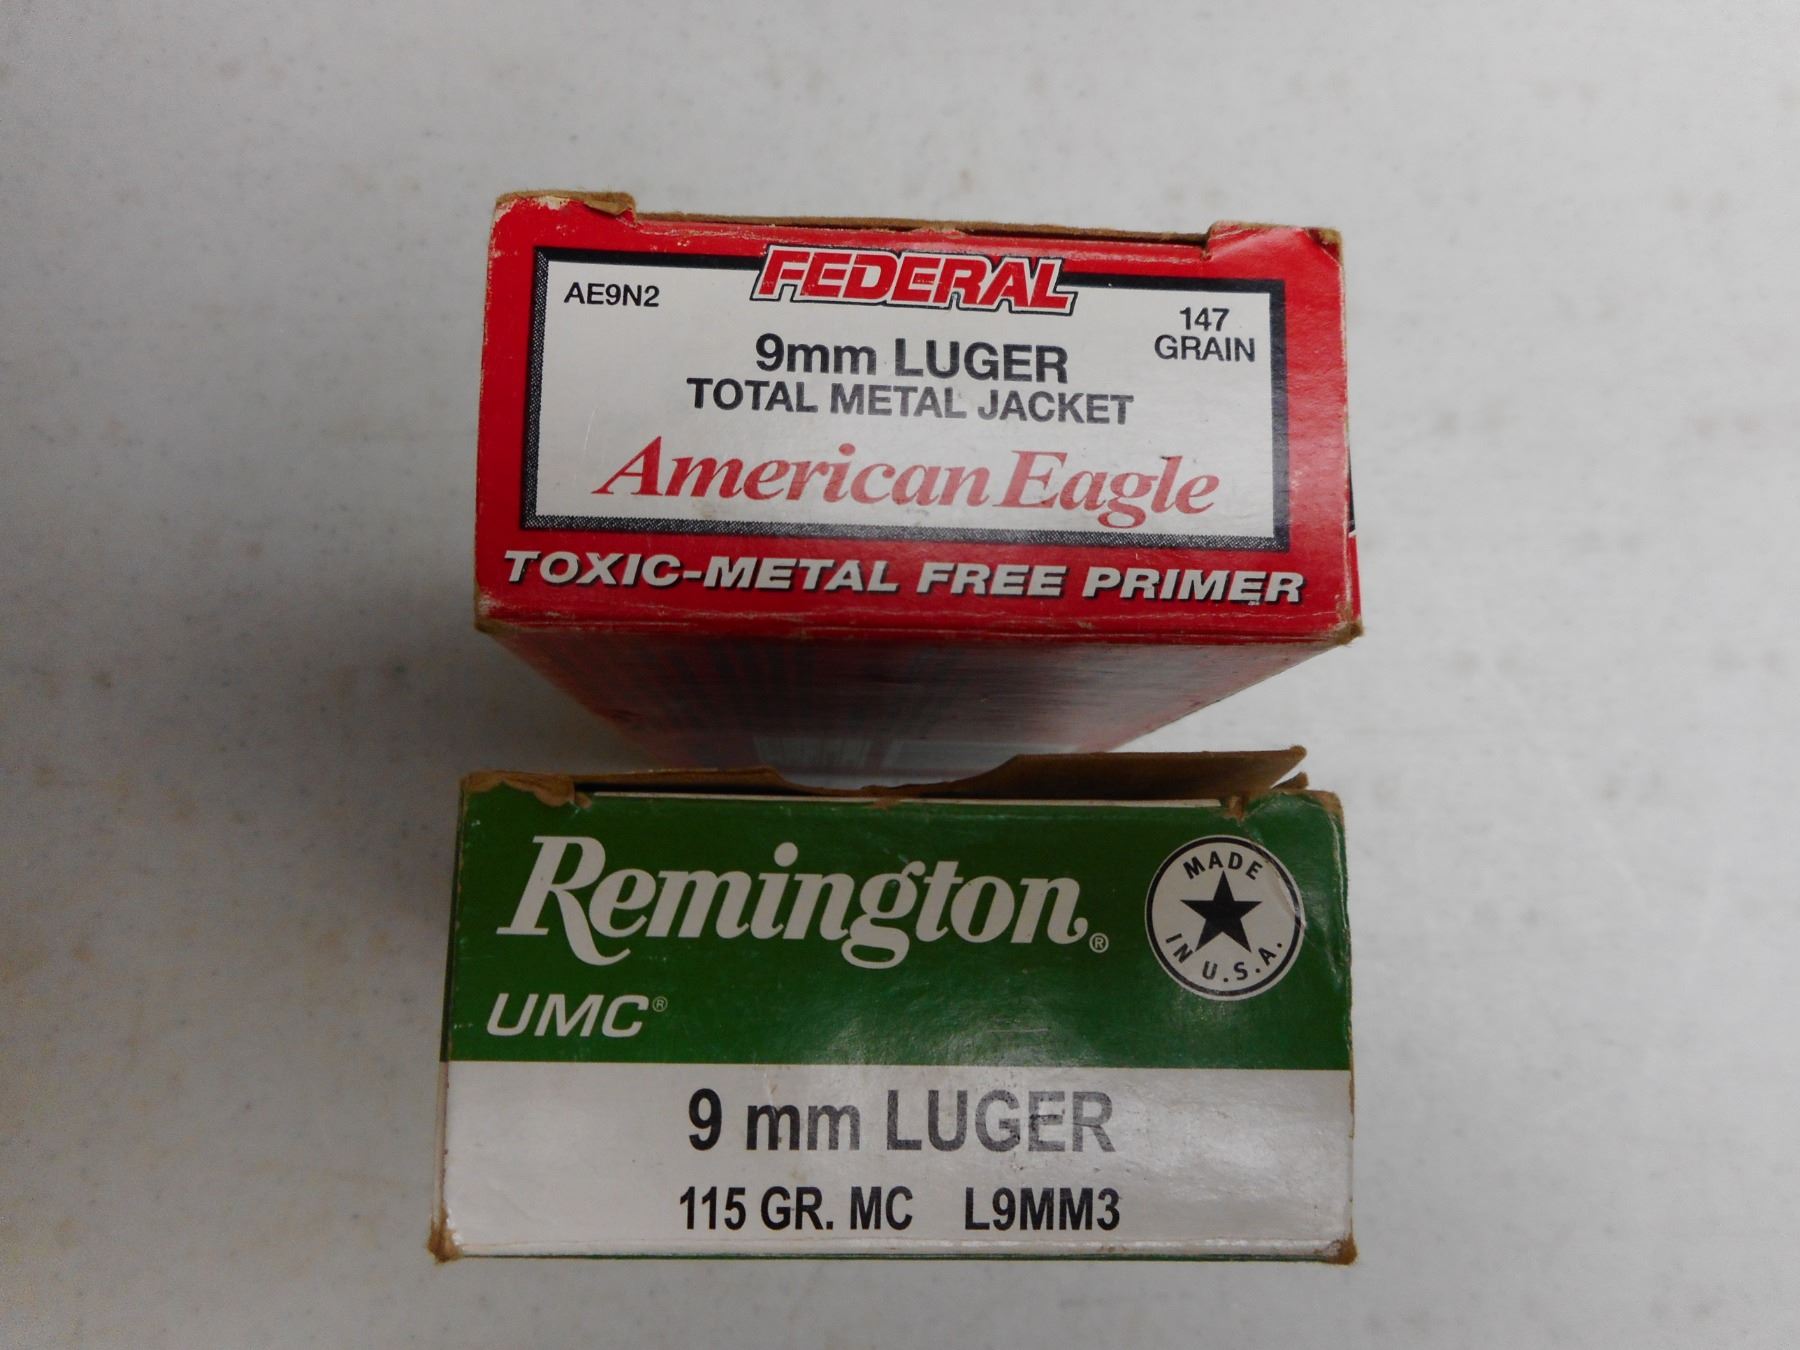 FEDERAL
AE9N2
147
GRAIN
9mm LUGER
TOTAL METAL JACKET
American Eagle
TOXIC-METAL FREE PRIMER
Remington®
MADE
IN U.S.A.
UMC®
9 mm LUGER
115 GR. MC L9MM3